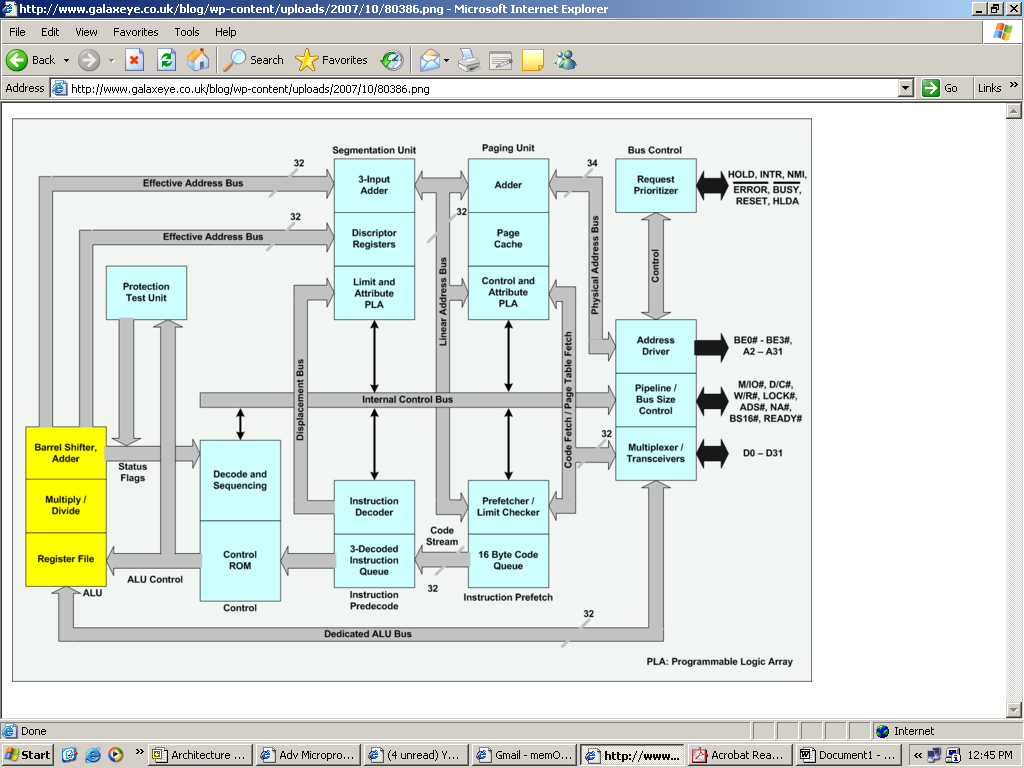 http://www.galaxeye.co.uk/blog/wp-content/uploads/2007/10/80386.png - Microsoft Internet Explorer
File Edit View Favorites Tools Help
Back Search Favorites
Address http://www.galaxeye.co.uk/blog/wp-content/uploads/2007/10/80386.png Go Links »
Segmentation Unit
Paging Unit
Bus Control
32
34
Effective Address Bus
3-Input
Adder
Adder
Request
Prioritizer
HOLD, INTR, NMI,
ERROR, BUSY,
RESET, HLDA
32
32
Effective Address Bus
Discriptor
Registers
Page
Cache
Physical Address Bus
Control
Protection
Test Unit
Limit and
Attribute
PLA
Linear Address Bus
Control and
Attribute
PLA
Address
Driver
BE0# - BE3#,
A2 – A31
Displacement Bus
Internal Control Bus
Code Fetch / Page Table Fetch
Pipeline /
Bus Size
Control
M/IO#, D/C#,
W/R#, LOCK#,
ADS#, NA#,
BS16#, READY#
32
Barrel Shifter,
Adder
Status
Flags
Decode and
Sequencing
Multiplexer /
Transceivers
D0 – D31
Multiply /
Divide
Instruction
Decoder
Prefetcher /
Limit Checker
Register File
ALU
ALU Control
Control
ROM
Control
3-Decoded
Instruction
Queue
Instruction
Predecode
Code
Stream
32
16 Byte Code
Queue
Instruction Prefetch
32
Dedicated ALU Bus
PLA: Programmable Logic Array
Done Internet
Start » Architecture ... Adv Micropro... (4 unread) Y... Gmail - memO... http://www... Acrobat Rea... Document1 - ... « 12:45 PM